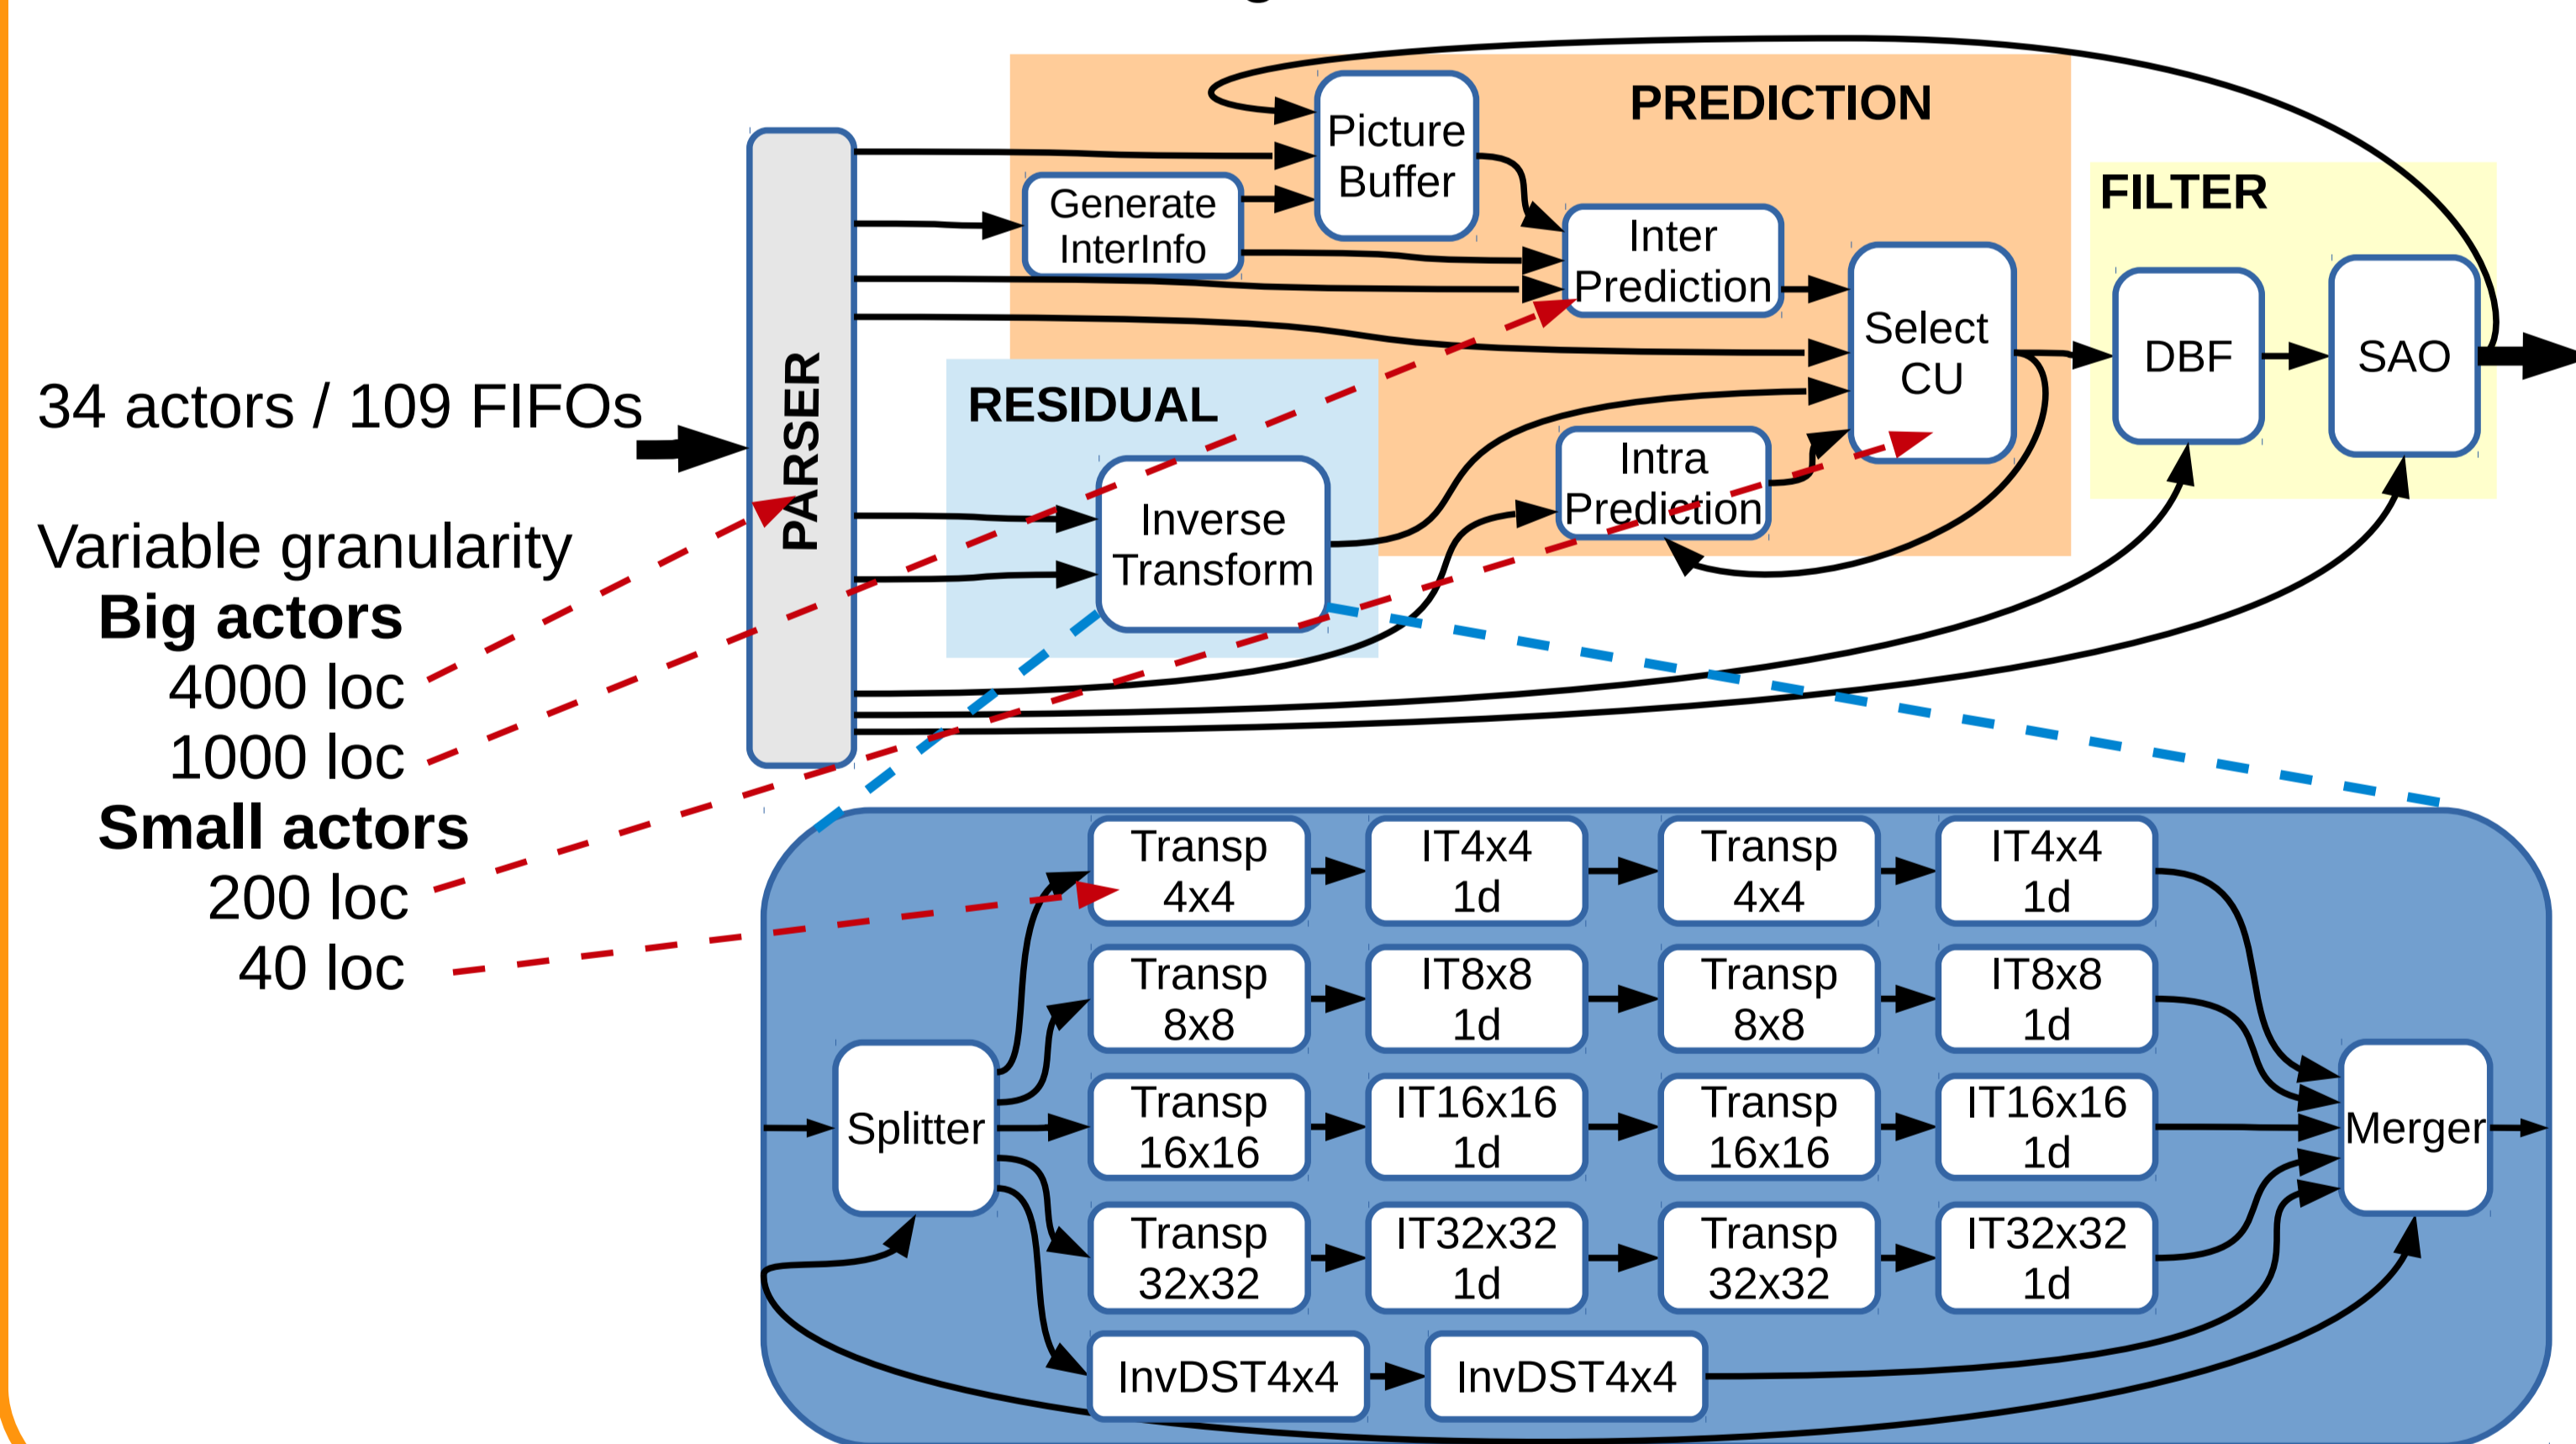 34 actors / 109 FIFOs
Variable granularity
Big actors
4000 loc
1000 loc
Small actors
200 loc
40 loc
PARSER
PREDICTION
Picture
Buffer
Generate
InterInfo
Inter
Prediction
Select
CU
Intra
Prediction
RESIDUAL
Inverse
Transform
FILTER
DBF
SAO
Splitter
Transp
4x4
IT4x4
1d
Transp
4x4
IT4x4
1d
Transp
8x8
IT8x8
1d
Transp
8x8
IT8x8
1d
Transp
16x16
IT16x16
1d
Transp
16x16
IT16x16
1d
Transp
32x32
IT32x32
1d
Transp
32x32
IT32x32
1d
InvDST4x4
InvDST4x4
Merger